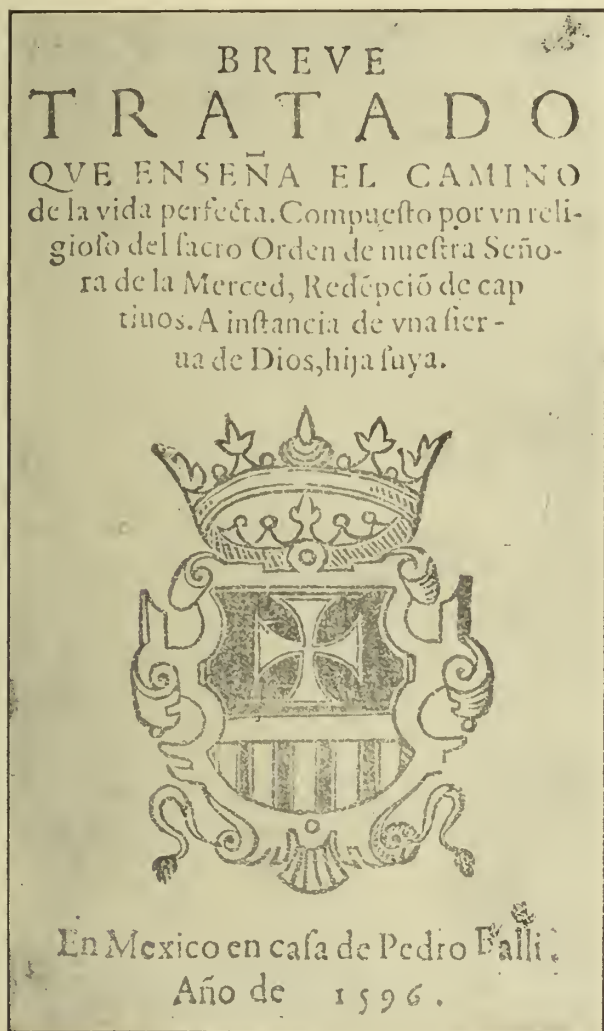 BREVE
TRATADO
QVE ENSEÑA EL CAMINO
de la vida perfecta. Compueſto por vn reli-
gioſo del ſacro Orden de nueſtra Seño-
ra de la Merced, Redẽpciõ de cap
tiuos. A inſtancia de vna ſier-
ua de Dios, hija ſuya.
En Mexico en caſa de Pedro Balli.
Año de 1596.